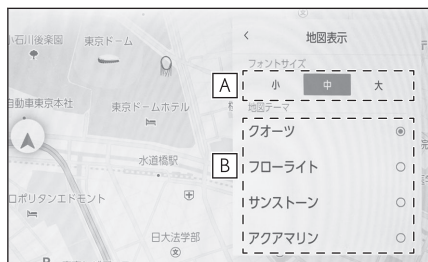 小石川後楽園
東京ドーム
自動車東京本社
東京ドームホテル
水道橋駅
ロポリタンエドモント
日大法学部
地図表示
フォントサイズ
A
小
中
大
地図テーマ
B
クオーツ
フローライト
サンストーン
アクアマリン